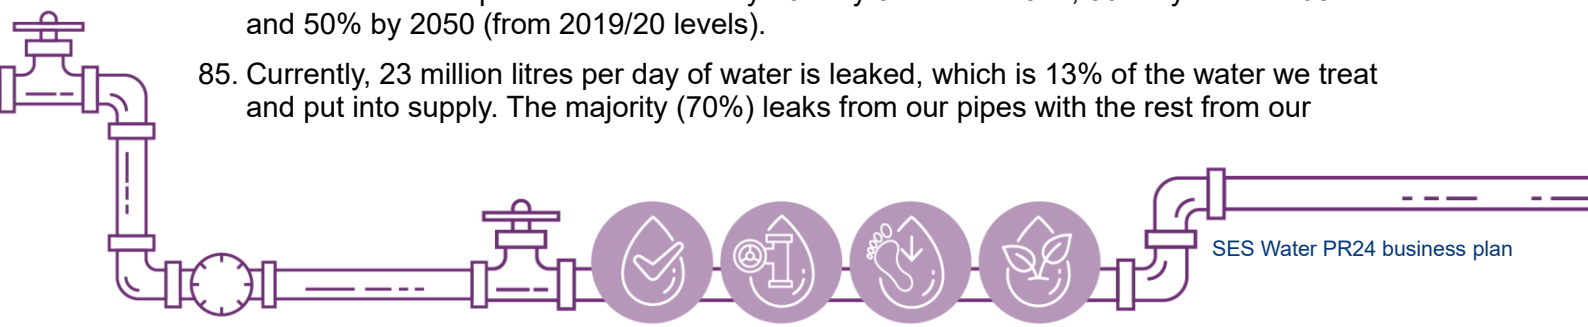 and 50% by 2050 (from 2019/20 levels).
85. Currently, 23 million litres per day of water is leaked, which is 13% of the water we treat
and put into supply. The majority (70%) leaks from our pipes with the rest from our
SES Water PR24 business plan